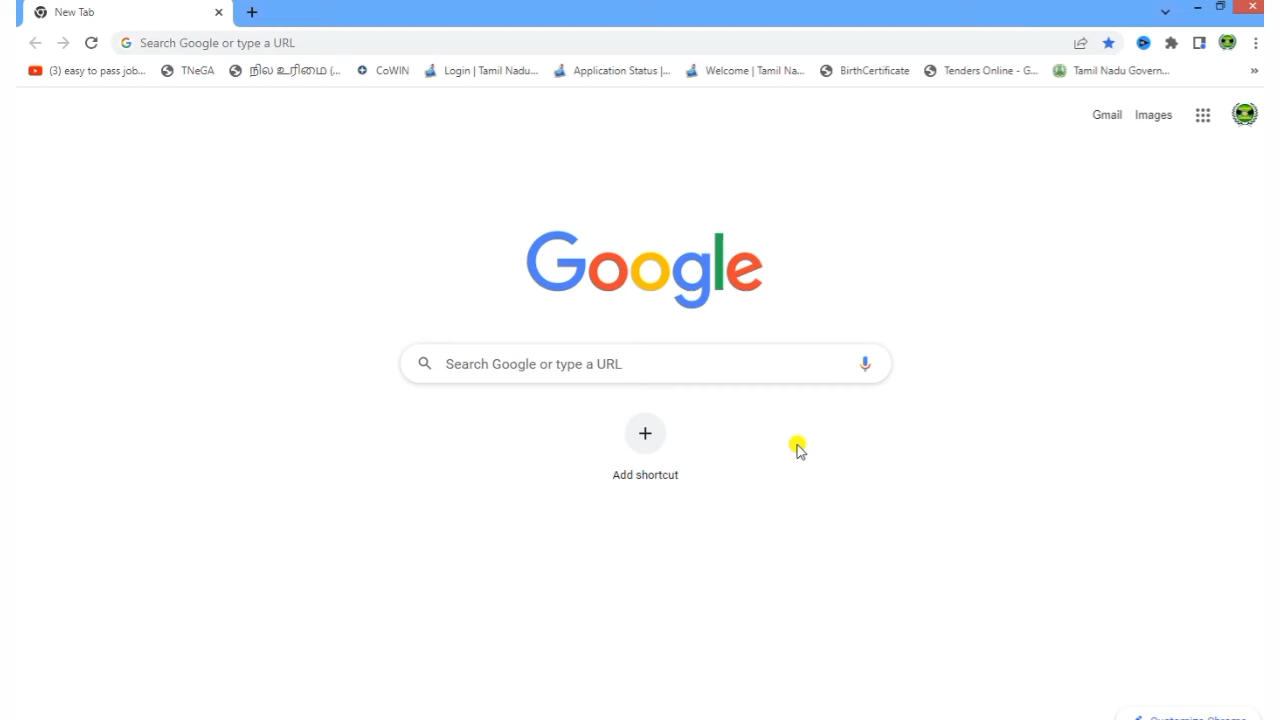 New Tab
Search Google or type a URL
(3) easy to pass job... TNeGA நில உரிமை (... CoWIN Login | Tamil Nadu... Application Status |... Welcome | Tamil Na... BirthCertificate Tenders Online - G... Tamil Nadu Govern... »
Gmail Images
Google
Search Google or type a URL
Add shortcut
Customize Chrome